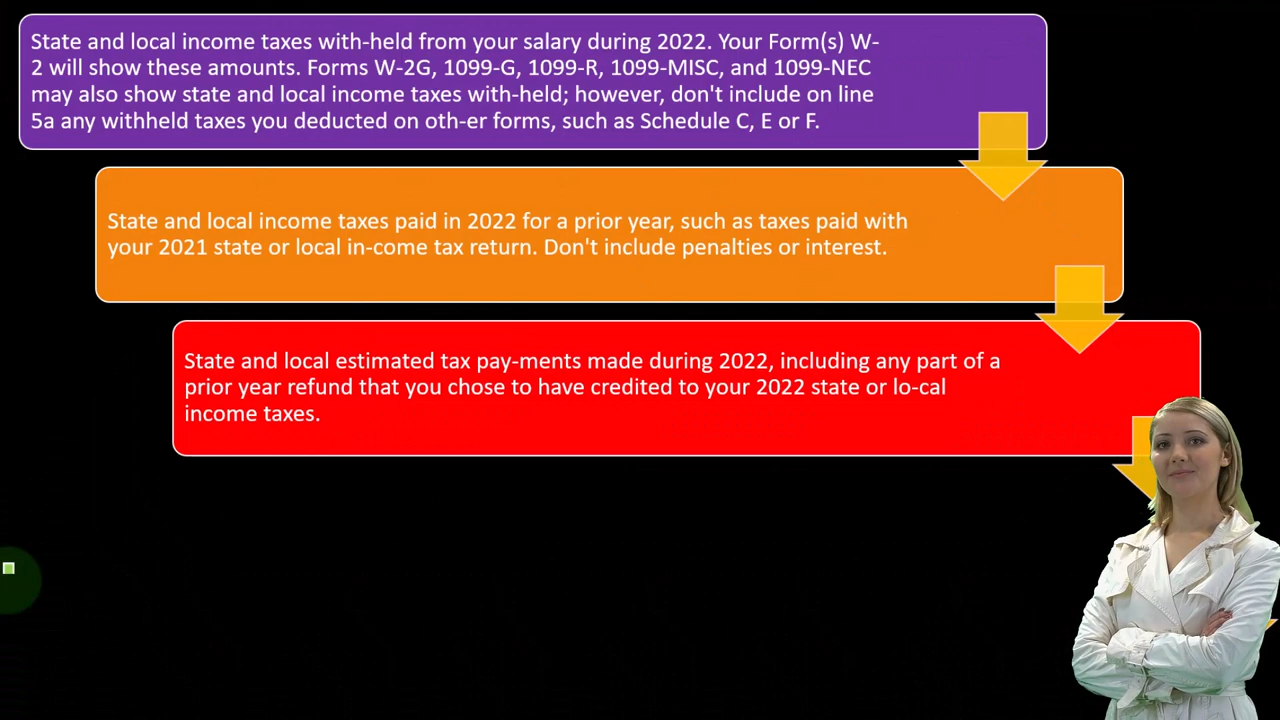 State and local income taxes with-held from your salary during 2022. Your Form(s) W-
2 will show these amounts. Forms W-2G, 1099-G, 1099-R, 1099-MISC, and 1099-NEC
may also show state and local income taxes with-held; however, don't include on line
5a any withheld taxes you deducted on oth-er forms, such as Schedule C, E or F.
State and local income taxes paid in 2022 for a prior year, such as taxes paid with
your 2021 state or local in-come tax return. Don't include penalties or interest.
State and local estimated tax pay-ments made during 2022, including any part of a
prior year refund that you chose to have credited to your 2022 state or lo-cal
income taxes.